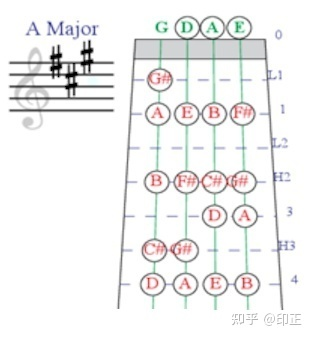 A Major
G D A E 0
G# L1
A E B F# 1
L2
B F# C# G# H2
D A 3
C# G# H3
D A E B 4
知乎 @印正